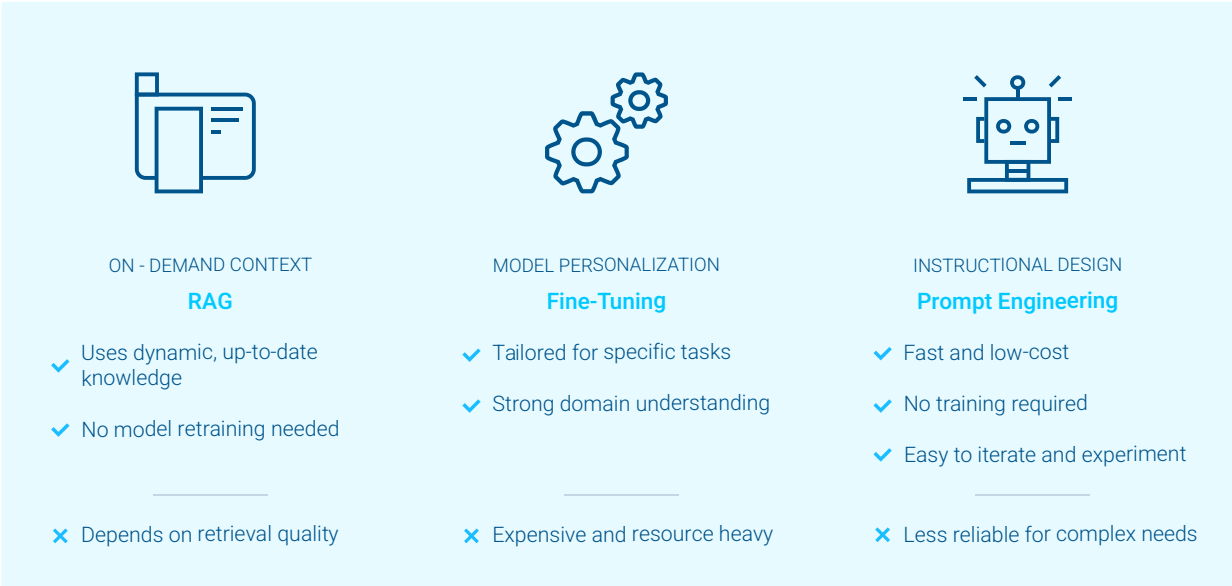 ON - DEMAND CONTEXT
RAG
Uses dynamic, up-to-date
knowledge
No model retraining needed
Depends on retrieval quality
MODEL PERSONALIZATION
Fine-Tuning
Tailored for specific tasks
Strong domain understanding
Expensive and resource heavy
INSTRUCTIONAL DESIGN
Prompt Engineering
Fast and low-cost
No training required
Easy to iterate and experiment
Less reliable for complex needs